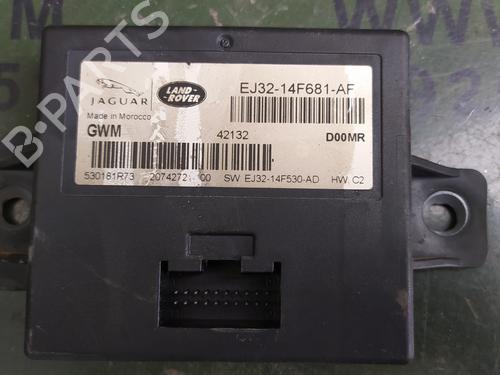 B-PARTS
JAGUAR
LAND-
ROVER
EJ32-14F681-AF
Made in Morocco
GWM
42132
D00MR
530181R73
SW EJ32-14F530-AD
HW. C2